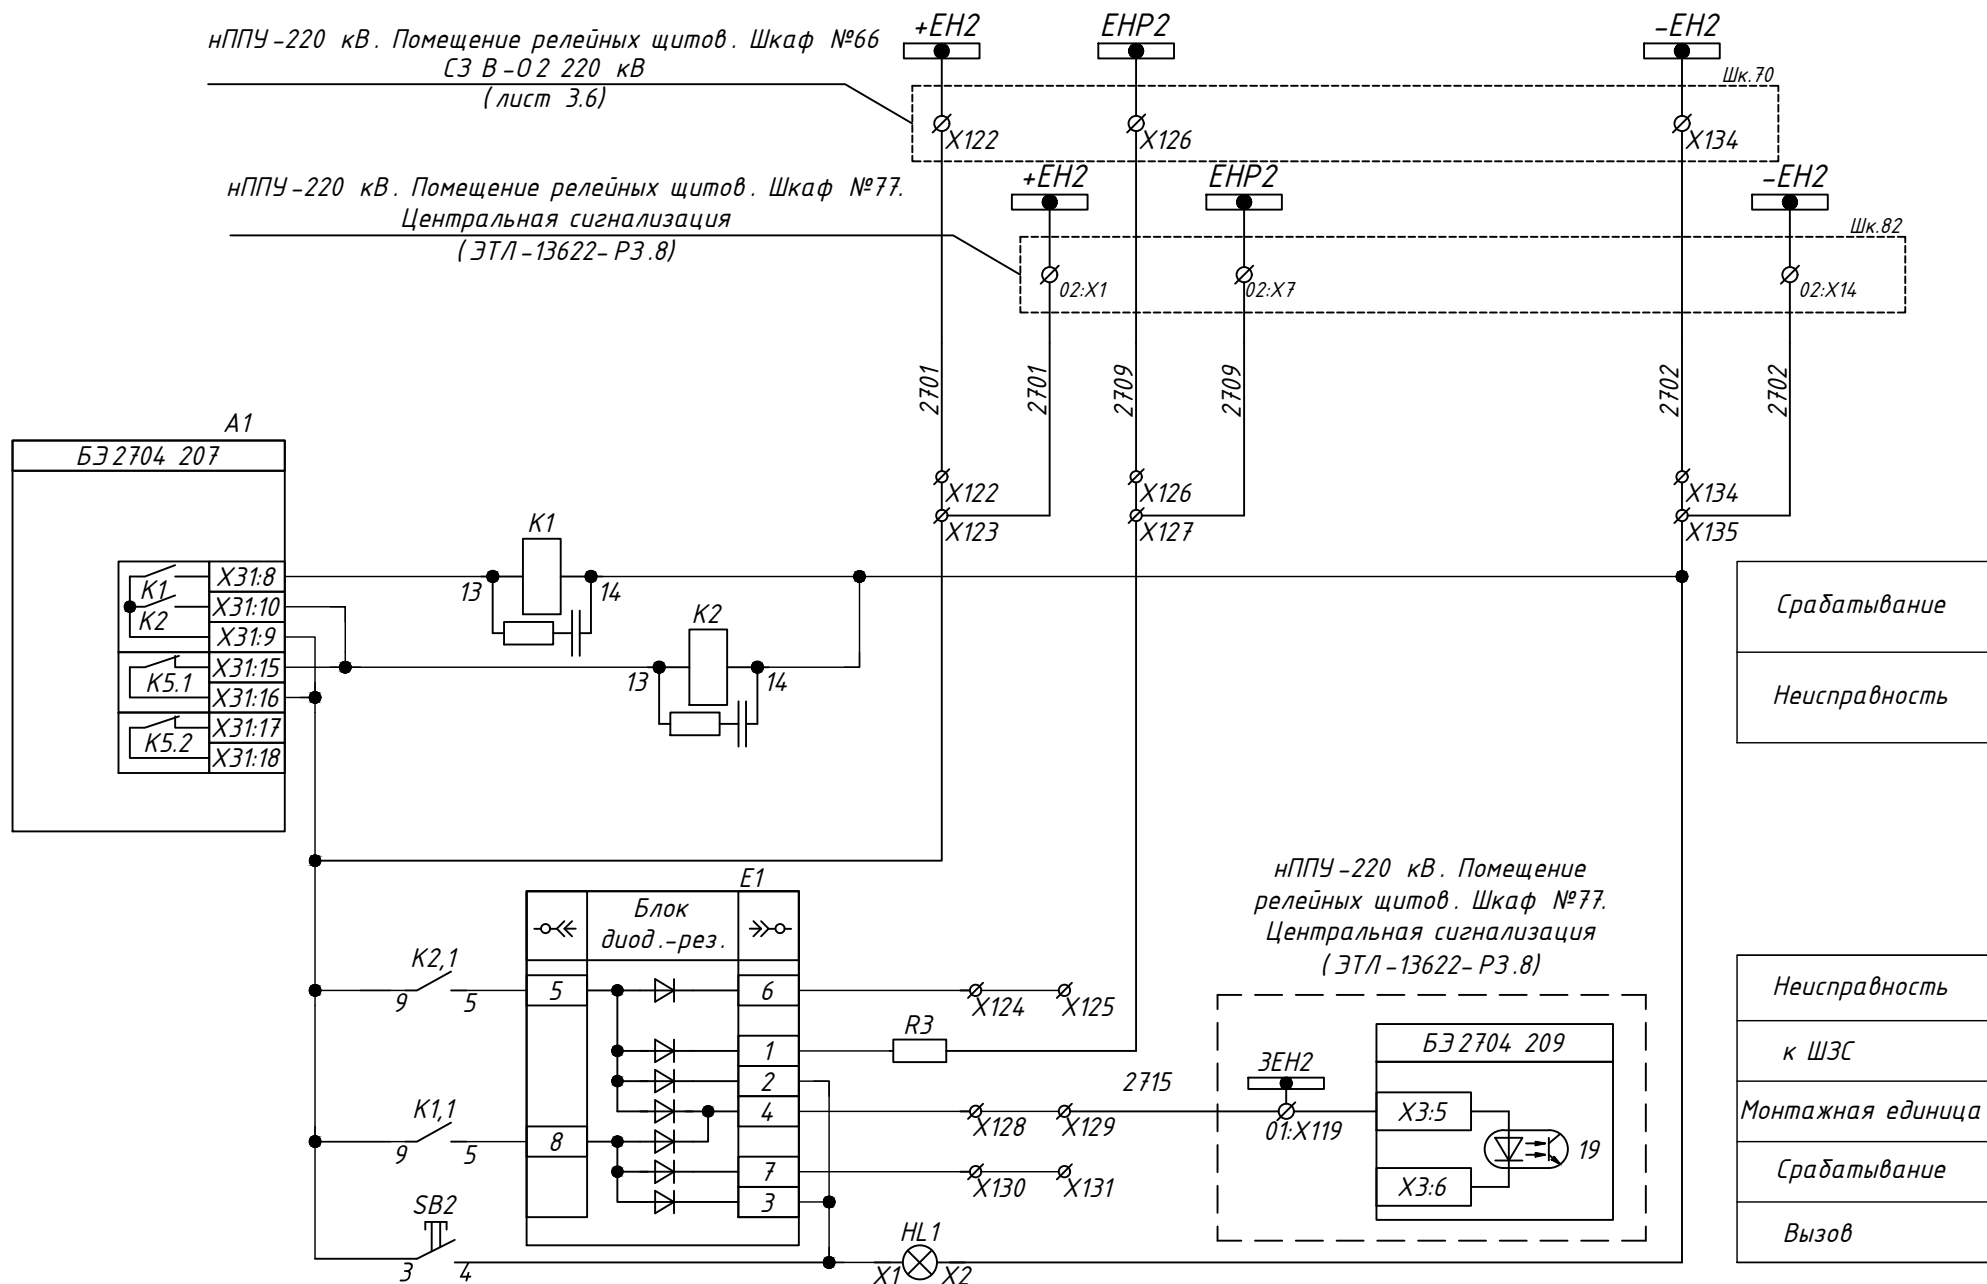 нППУ-220 кВ. Помещение релейных щитов. Шкаф №66
СЗ В-О2 220 кВ
(лист 3.6)
+ЕН2
ЕНР2
-ЕН2
Шк.70
Х122
Х126
Х134
нППУ-220 кВ. Помещение релейных щитов. Шкаф №77.
Центральная сигнализация
(ЭТЛ-13622-РЗ.8)
+ЕН2
ЕНР2
-ЕН2
Шк.82
02:Х1
02:Х7
02:Х14
2701
2701
2709
2709
2702
2702
А1
БЭ2704 207
Х122
Х123
Х126
Х127
Х134
Х135
К1
К2
Х31:8
Х31:10
Х31:9
К5.1
Х31:15
Х31:16
К5.2
Х31:17
Х31:18
К1
13
14
К2
13
14
Срабатывание
Неисправность
Е1
Блок
диод.-рез.
К2,1
9
5
5
6
Х124
Х125
1
R3
2
К1,1
9
5
8
4
Х128
Х129
2715
7
Х130
Х131
3
SB2
3
4
HL1
Х1
Х2
нППУ-220 кВ. Помещение
релейных щитов. Шкаф №77.
Центральная сигнализация
(ЭТЛ-13622-РЗ.8)
ЗЕН2
01:Х119
БЭ2704 209
Х3:5
Х3:6
19
Неисправность
к ШЗС
Монтажная единица
Срабатывание
Вызов